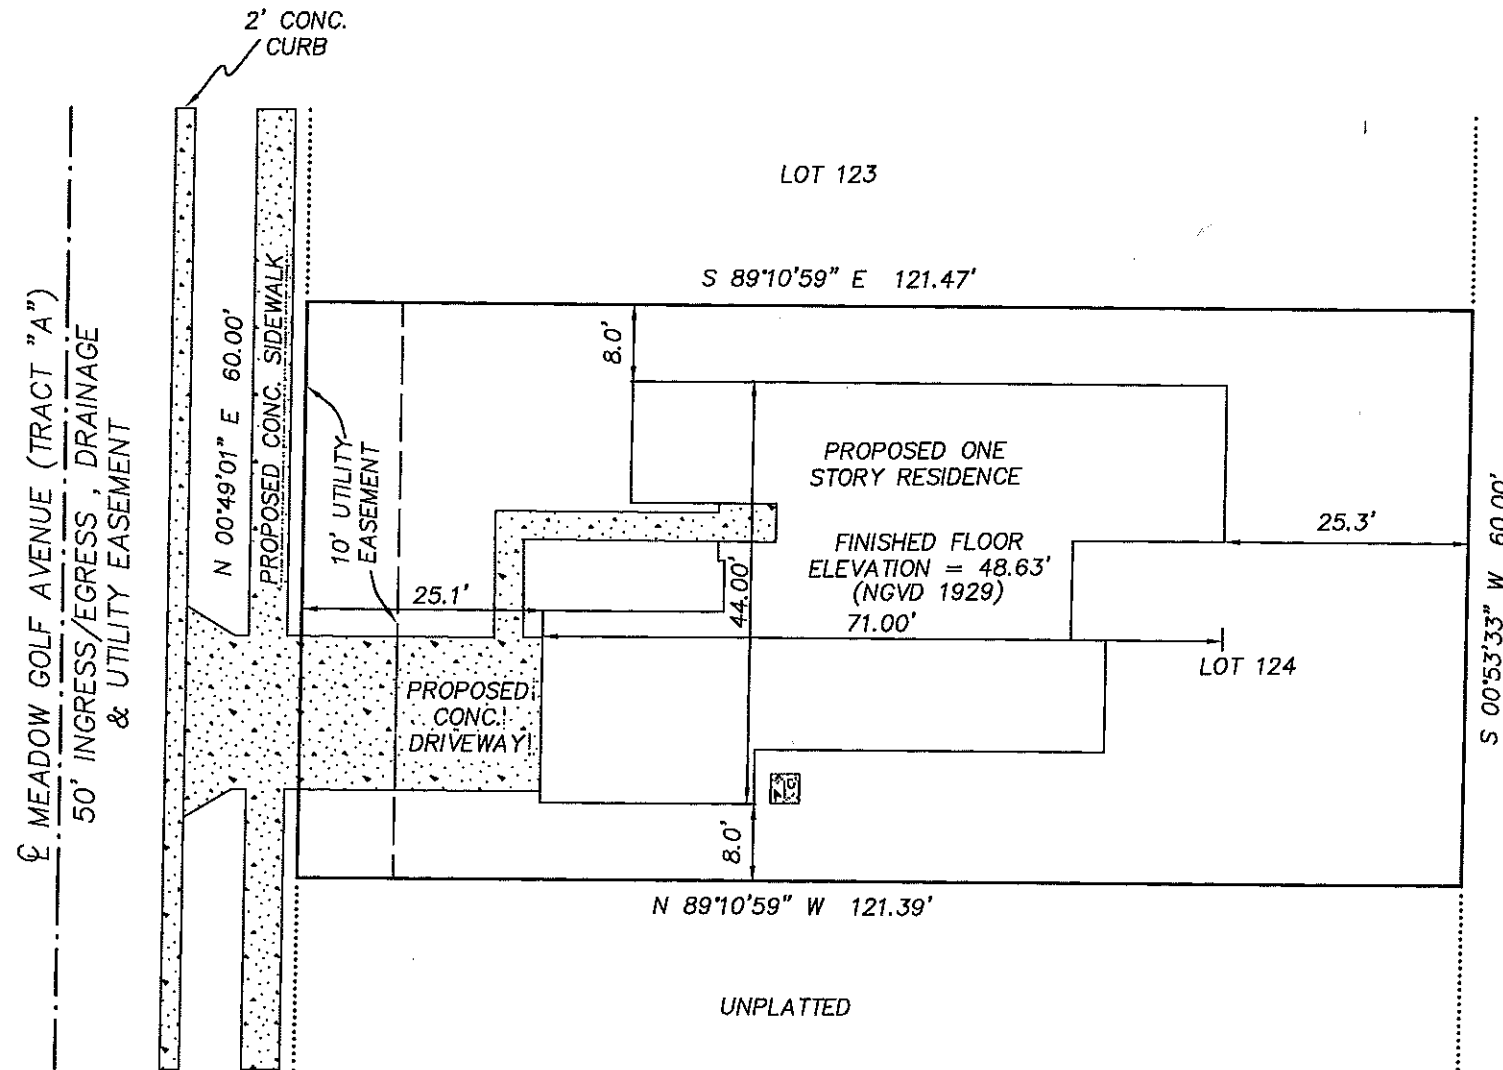 2' CONC.
CURB
LOT 123
S 89°10'59" E 121.47'
℄ MEADOW GOLF AVENUE (TRACT "A")
50' INGRESS/EGRESS , DRAINAGE
& UTILITY EASEMENT
N 00°49'01" E 60.00'
PROPOSED CONC. SIDEWALK
10' UTILITY
EASEMENT
8.0'
PROPOSED ONE
STORY RESIDENCE
FINISHED FLOOR
ELEVATION = 48.63'
(NGVD 1929)
25.3'
25.1'
44.00'
71.00'
LOT 124
S 00°53'33" W 60.00'
PROPOSED
CONC.
DRIVEWAY
8.0'
N 89°10'59" W 121.39'
UNPLATTED